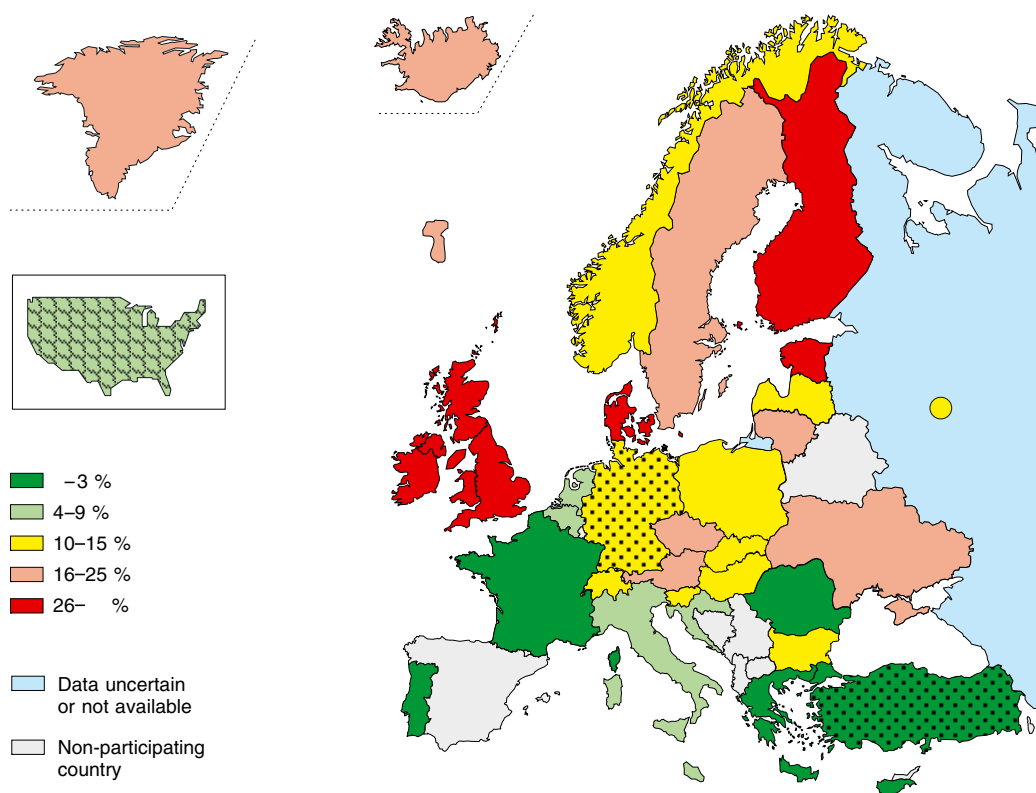 −3 %
4–9 %
10–15 %
16–25 %
26– %
Data uncertain
or not available
Non-participating
country